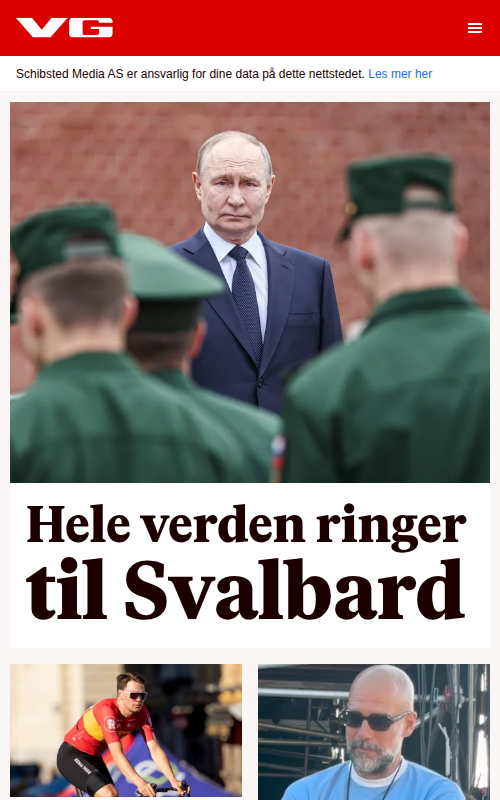 VG
Schibsted Media AS er ansvarlig for dine data på dette nettstedet. Les mer her
Hele verden ringer
til Svalbard